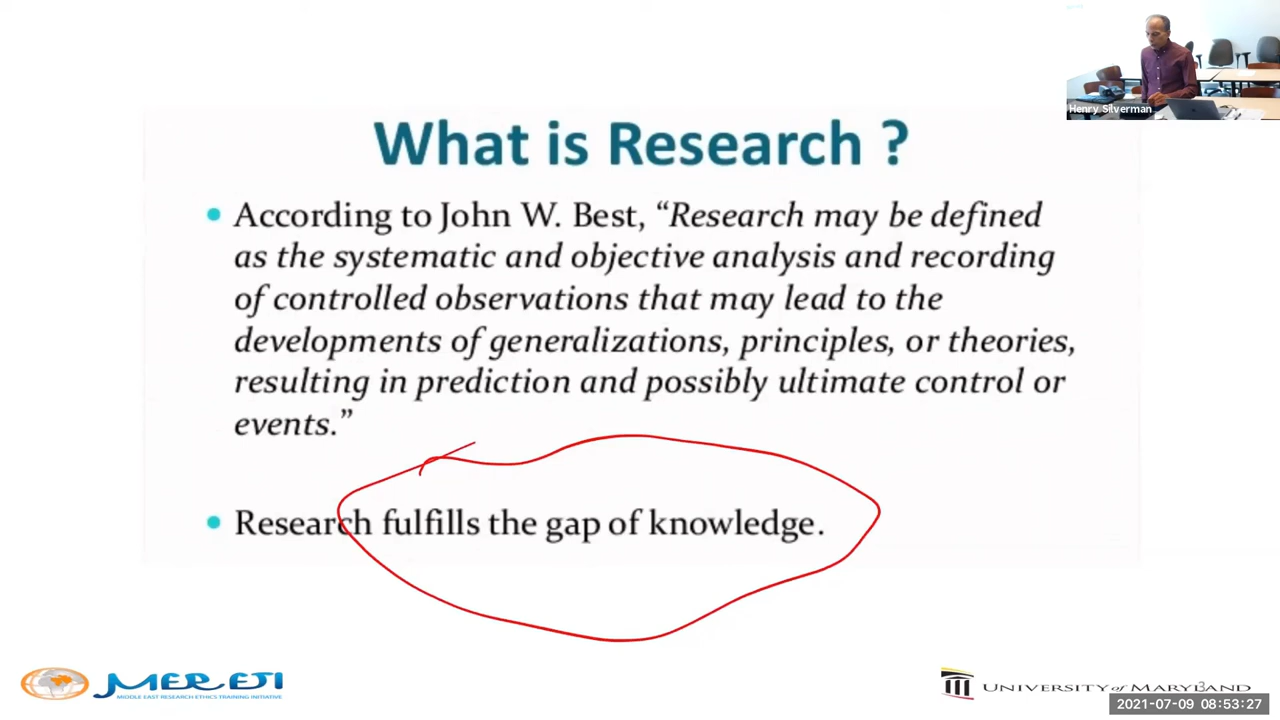 Henry Silverman
What is Research ?
• According to John W. Best, “Research may be defined
as the systematic and objective analysis and recording
of controlled observations that may lead to the
developments of generalizations, principles, or theories,
resulting in prediction and possibly ultimate control or
events.”
• Research fulfills the gap of knowledge.
MERETI
MIDDLE EAST RESEARCH ETHICS TRAINING INITIATIVE
UNIVERSITY of MARYLAND
3
2021-07-09 08:53:27